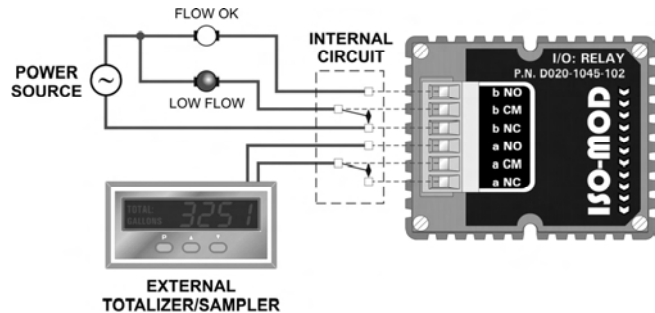 FLOW OK
POWER
SOURCE
LOW FLOW
INTERNAL
CIRCUIT
I/O: RELAY
P.N. D020-1045-102
b NO
b CM
b NC
a NO
a CM
a NC
ISO-MOD
TOTAL:
GALLONS
3251
P
EXTERNAL
TOTALIZER/SAMPLER